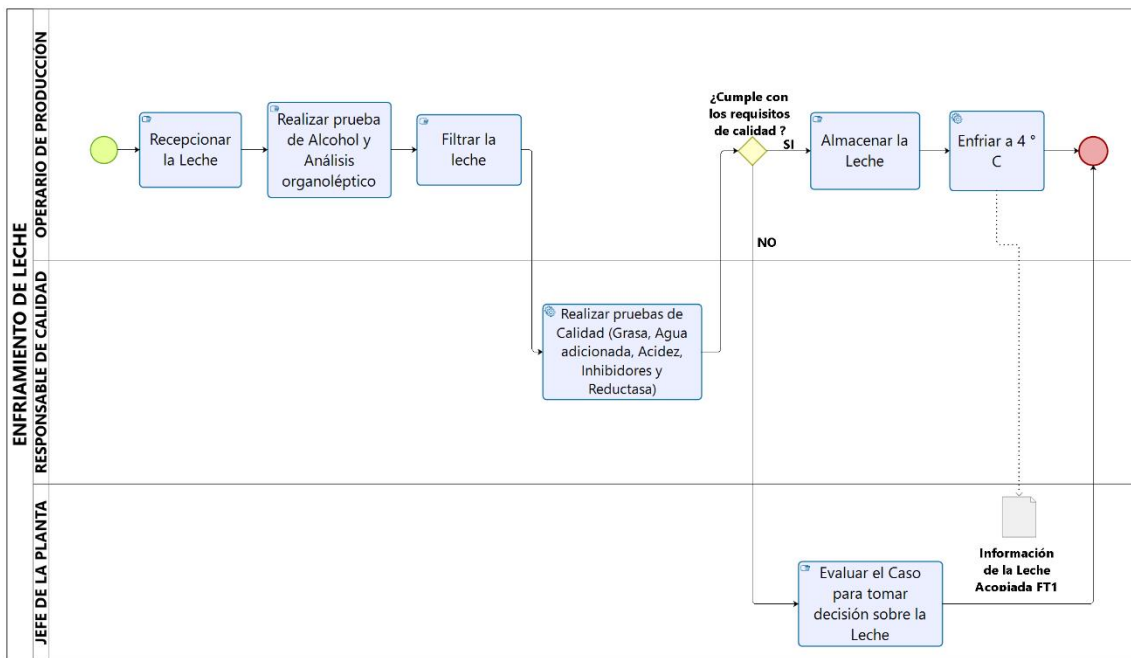 ENFRIAMIENTO DE LECHE
OPERARIO DE PRODUCCIÓN
Recepcionar
la Leche
Realizar prueba
de Alcohol y
Análisis
organoléptico
Filtrar la
leche
¿Cumple con
los requisitos
de calidad ?
SI
NO
Almacenar la
Leche
Enfriar a 4 °
C
RESPONSABLE DE CALIDAD
Realizar pruebas de
Calidad (Grasa, Agua
adicionada, Acidez,
Inhibidores y
Reductasa)
JEFE DE LA PLANTA
Evaluar el Caso
para tomar
decisión sobre la
Leche
Información
de la Leche
Acopiada FT1